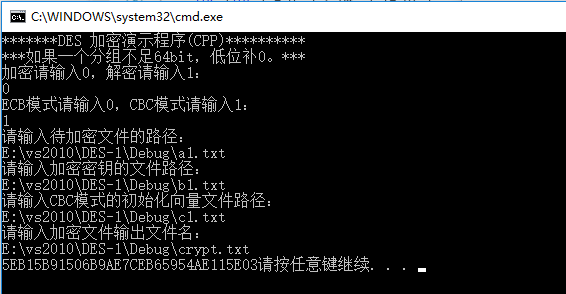 C:\WINDOWS\system32\cmd.exe
*******DES 加密演示程序(CPP)**********
***如果一个分组不足64bit，低位补0。***
加密请输入0，解密请输入1：
0
ECB模式请输入0，CBC模式请输入1：
1
请输入待加密文件的路径：
E:\vs2010\DES-1\Debug\a1.txt
请输入加密密钥的文件路径：
E:\vs2010\DES-1\Debug\b1.txt
请输入CBC模式的初始化向量文件路径：
E:\vs2010\DES-1\Debug\c1.txt
请输入加密文件输出文件名：
E:\vs2010\DES-1\Debug\crypt.txt
5EB15B91506B9AE7CEB65954AE115E03请按任意键继续. . .